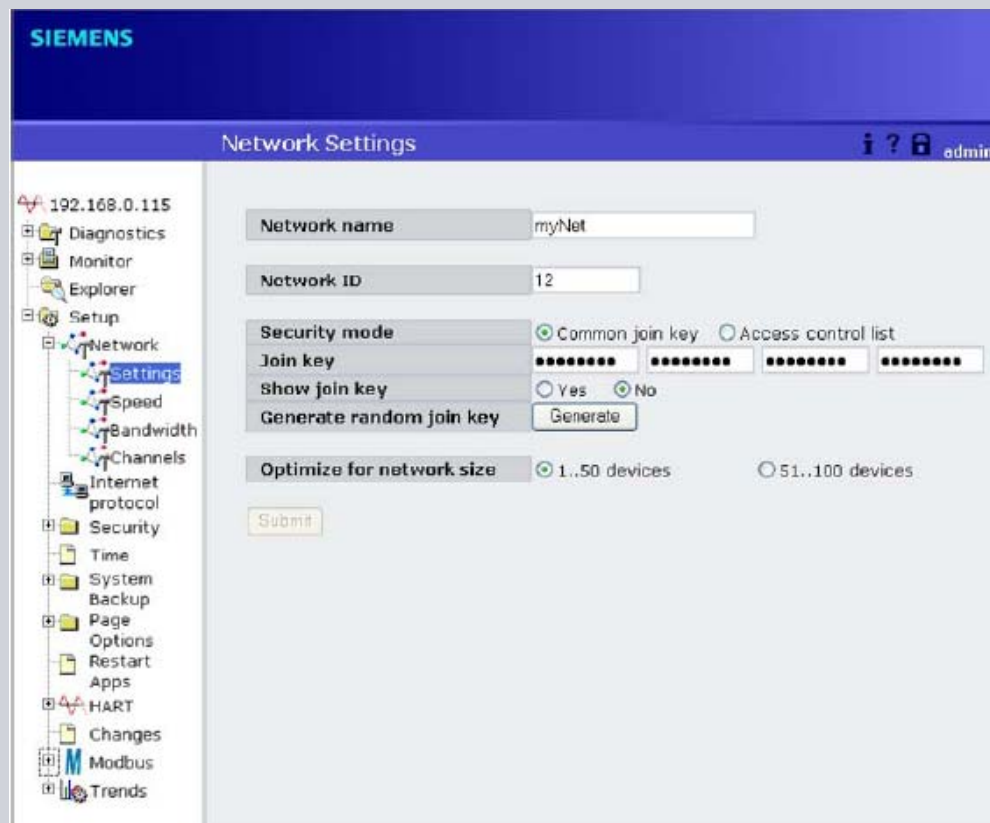 SIEMENS
Network Settings
i ? admin
192.168.0.115
Diagnostics
Monitor
Explorer
Setup
Network
Settings
Speed
Bandwidth
Channels
Internet
protocol
Security
Time
System
Backup
Page
Options
Restart
Apps
HART
Changes
M Modbus
Trends
Network name myNet
Network ID 12
Security mode Common join key Access control list
Join key ●●●●●●●● ●●●●●●●● ●●●●●●●● ●●●●●●●●
Show join key Yes No
Generate random join key Generate
Optimize for network size 1..50 devices 51..100 devices
Submit